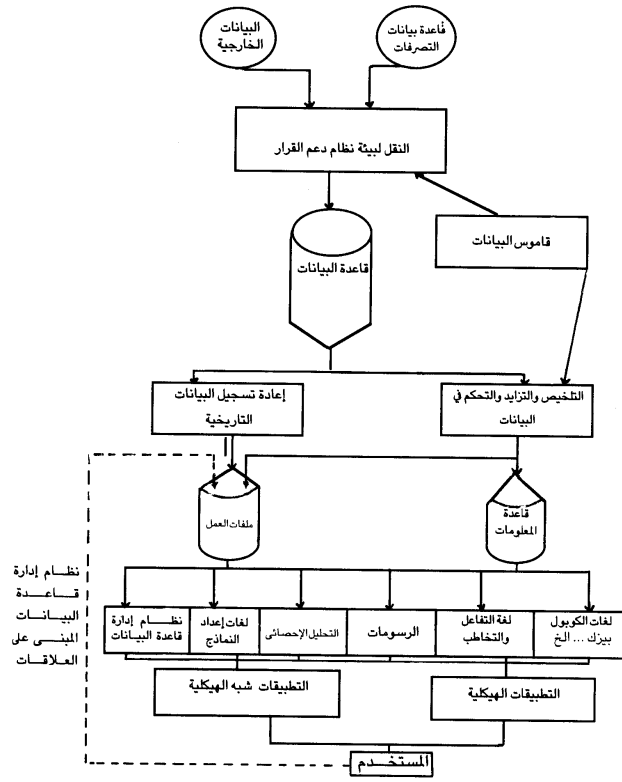 قاعدة بيانات
التصرفات
البيانات
الخارجية
النقل لبيئة نظام دعم القرار
قاموس البيانات
قاعدة البيانات
التلخيص والتزايد والتحكم في
البيانات
إعادة تسجيل البيانات
التاريخية
قاعدة
المعلومات
ملفات العمل
نظام إدارة
قاعدة
البيانات
المبنى على
العلاقات
لغات الكوبول
بيزك ... الخ
لغة التفاعل
والتخاطب
الرسومات
التحليل الإحصائى
لغات إعداد
النماذج
نظام إدارة
قاعدة البيانات
التطبيقات الهيكلية
التطبيقات شبه الهيكلية
المستخدم